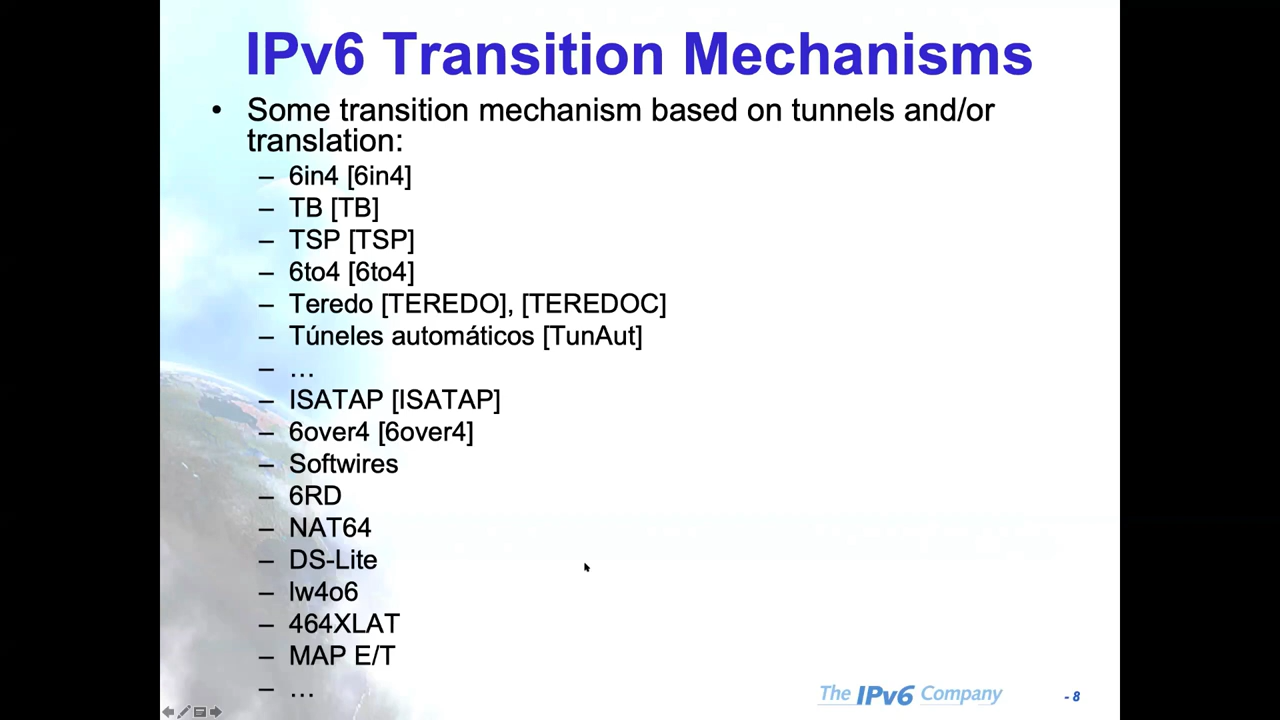 IPv6 Transition Mechanisms
• Some transition mechanism based on tunnels and/or
translation:
– 6in4 [6in4]
– TB [TB]
– TSP [TSP]
– 6to4 [6to4]
– Teredo [TEREDO], [TEREDOC]
– Túneles automáticos [TunAut]
– …
– ISATAP [ISATAP]
– 6over4 [6over4]
– Softwires
– 6RD
– NAT64
– DS-Lite
– lw4o6
– 464XLAT
– MAP E/T
– …
The IPv6 Company
- 8